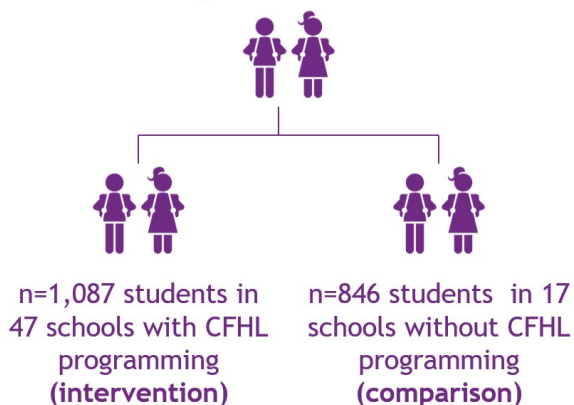 n=1,087 students in
47 schools with CFHL
programming
(intervention)
n=846 students in 17
schools without CFHL
programming
(comparison)